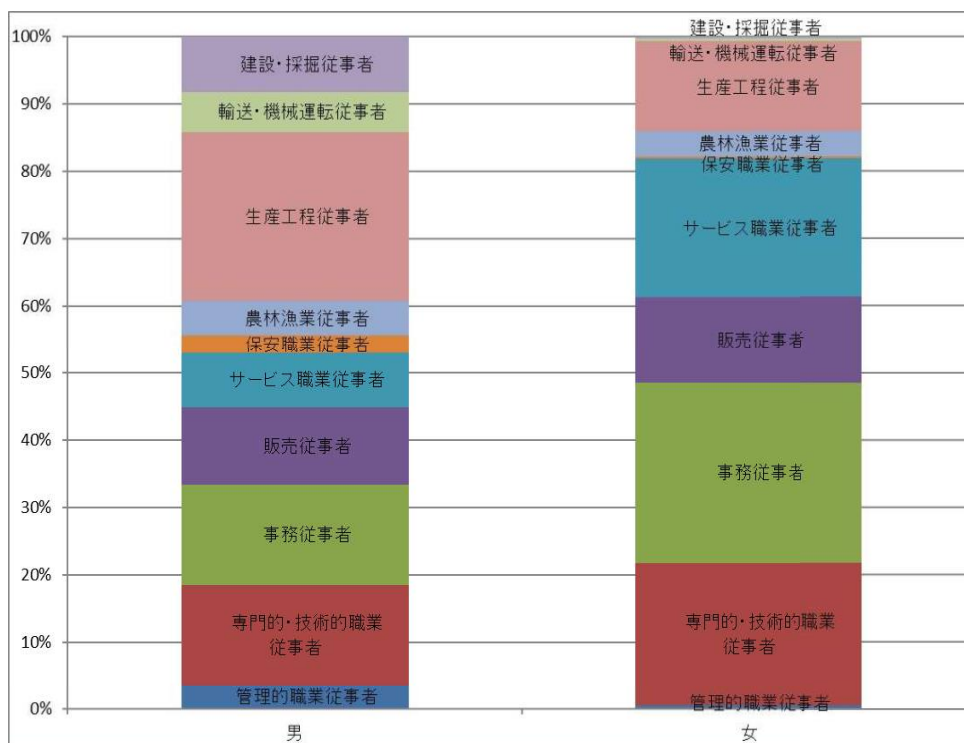 100%
90%
80%
70%
60%
50%
40%
30%
20%
10%
0%
建設・採掘従事者
輸送・機械運転従事者
生産工程従事者
農林漁業従事者
保安職業従事者
サービス職業従事者
販売従事者
事務従事者
専門的・技術的職業
従事者
管理的職業従事者
男
建設・採掘従事者
輸送・機械運転従事者
生産工程従事者
農林漁業従事者
保安職業従事者
サービス職業従事者
販売従事者
事務従事者
専門的・技術的職業
従事者
管理的職業従事者
女